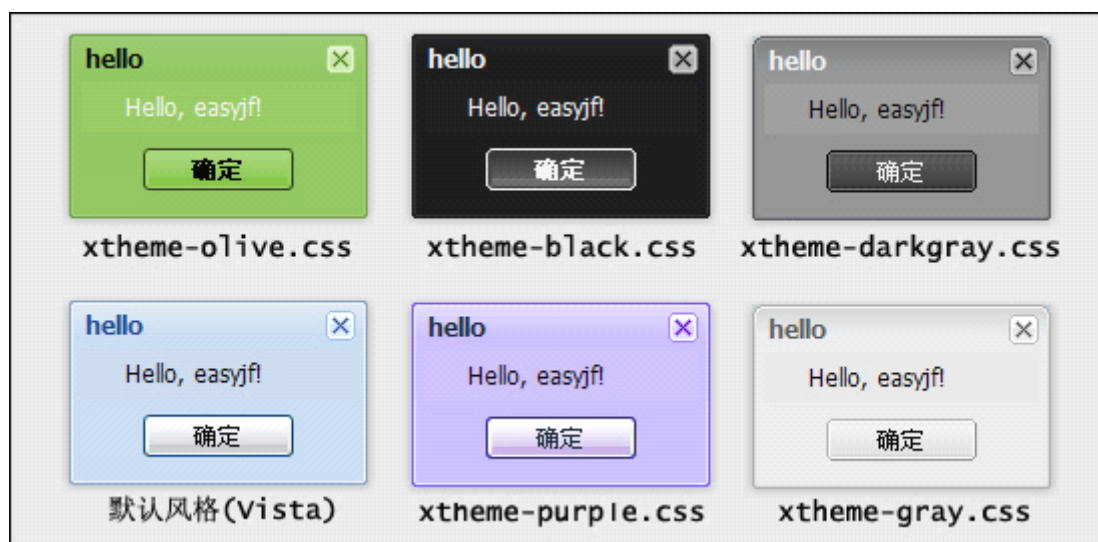 hello
Hello, easyjf!
确定
xtheme-olive.css
hello
Hello, easyjf!
确定
xtheme-black.css
hello
Hello, easyjf!
确定
xtheme-darkgray.css
hello
Hello, easyjf!
确定
默认风格(Vista)
hello
Hello, easyjf!
确定
xtheme-purple.css
hello
Hello, easyjf!
确定
xtheme-gray.css